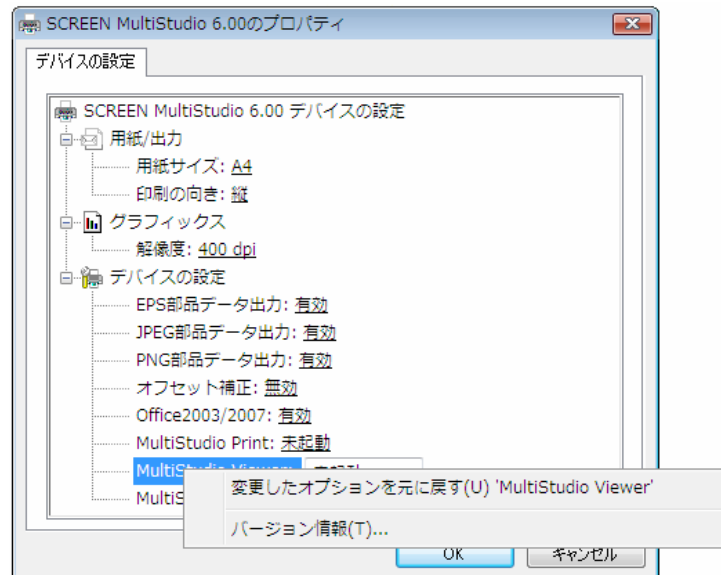 SCREEN MultiStudio 6.00のプロパティ
デバイスの設定
SCREEN MultiStudio 6.00 デバイスの設定
用紙/出力
用紙サイズ: A4
印刷の向き: 縦
グラフィックス
解像度: 400 dpi
デバイスの設定
EPS部品データ出力: 有効
JPEG部品データ出力: 有効
PNG部品データ出力: 有効
オフセット補正: 無効
Office2003/2007: 有効
MultiStudio Print: 未起動
MultiStudio Viewer:
変更したオプションを元に戻す(U) 'MultiStudio Viewer'
MultiS
バージョン情報(T)...
OK キャンセル